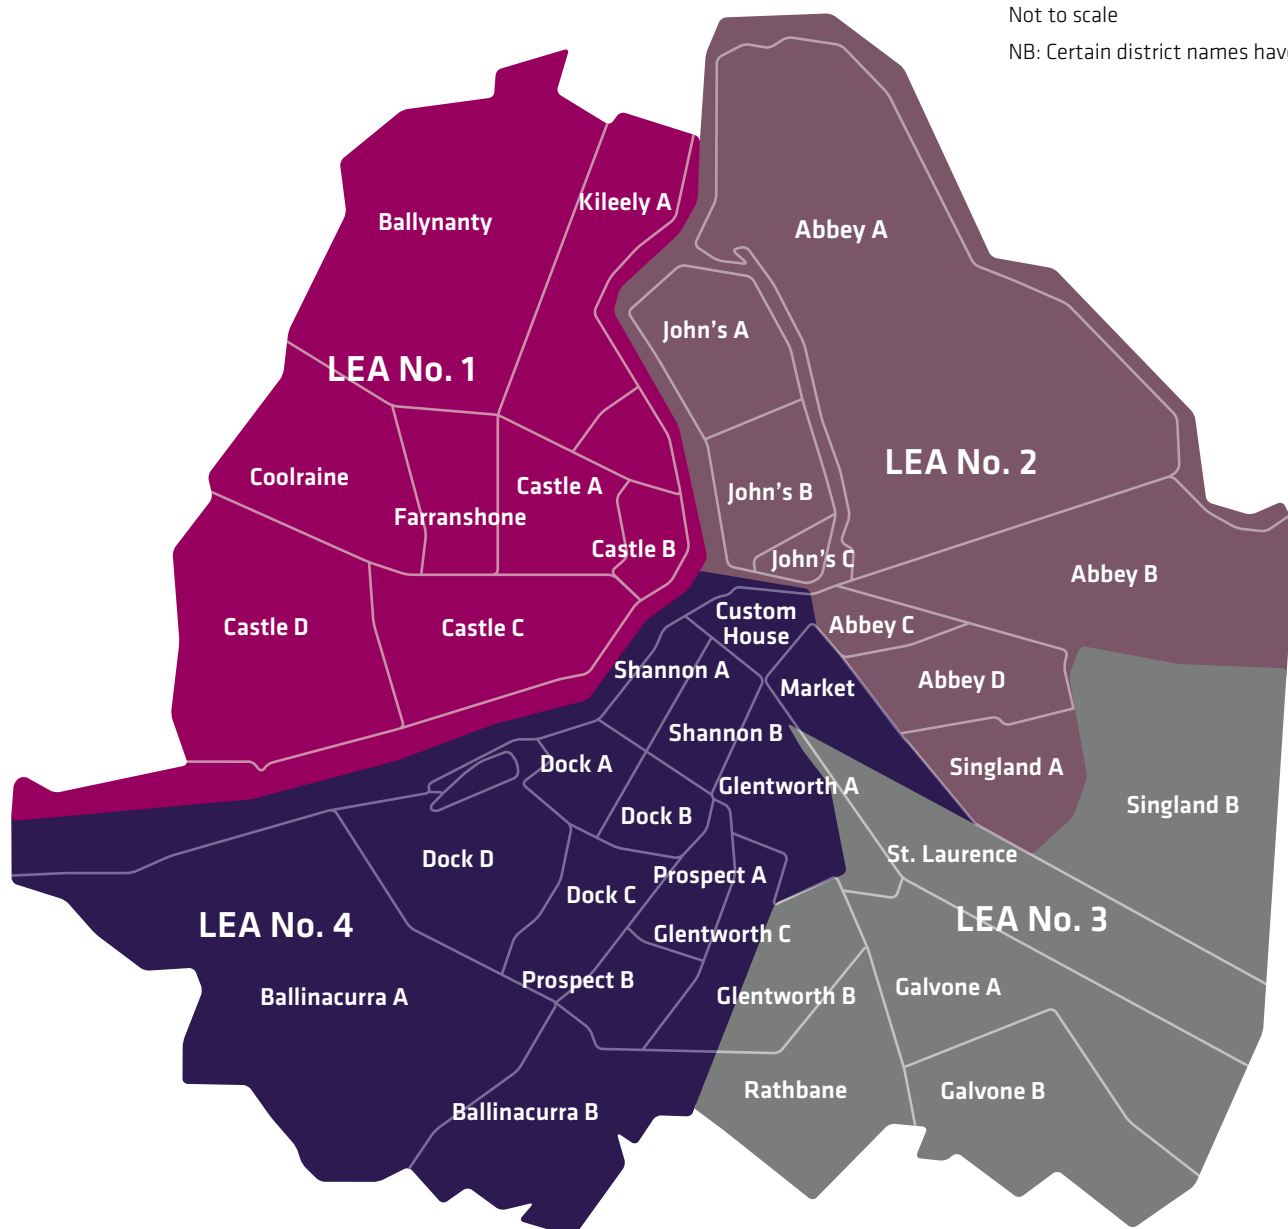 Not to scale
NB: Certain district names have
Kileely A
Ballynanty
Abbey A
John's A
LEA No. 1
LEA No. 2
Coolraine
Castle A
John's B
Farranshone
Castle B
John's C
Abbey B
Castle D
Castle C
Custom
House
Abbey C
Shannon A
Market
Abbey D
Shannon B
Dock A
Singland A
Glentworth A
Singland B
Dock B
St. Laurence
Dock D
Prospect A
Dock C
LEA No. 4
LEA No. 3
Glentworth C
Prospect B
Galvone A
Ballinacurra A
Glentworth B
Rathbane
Galvone B
Ballinacurra B